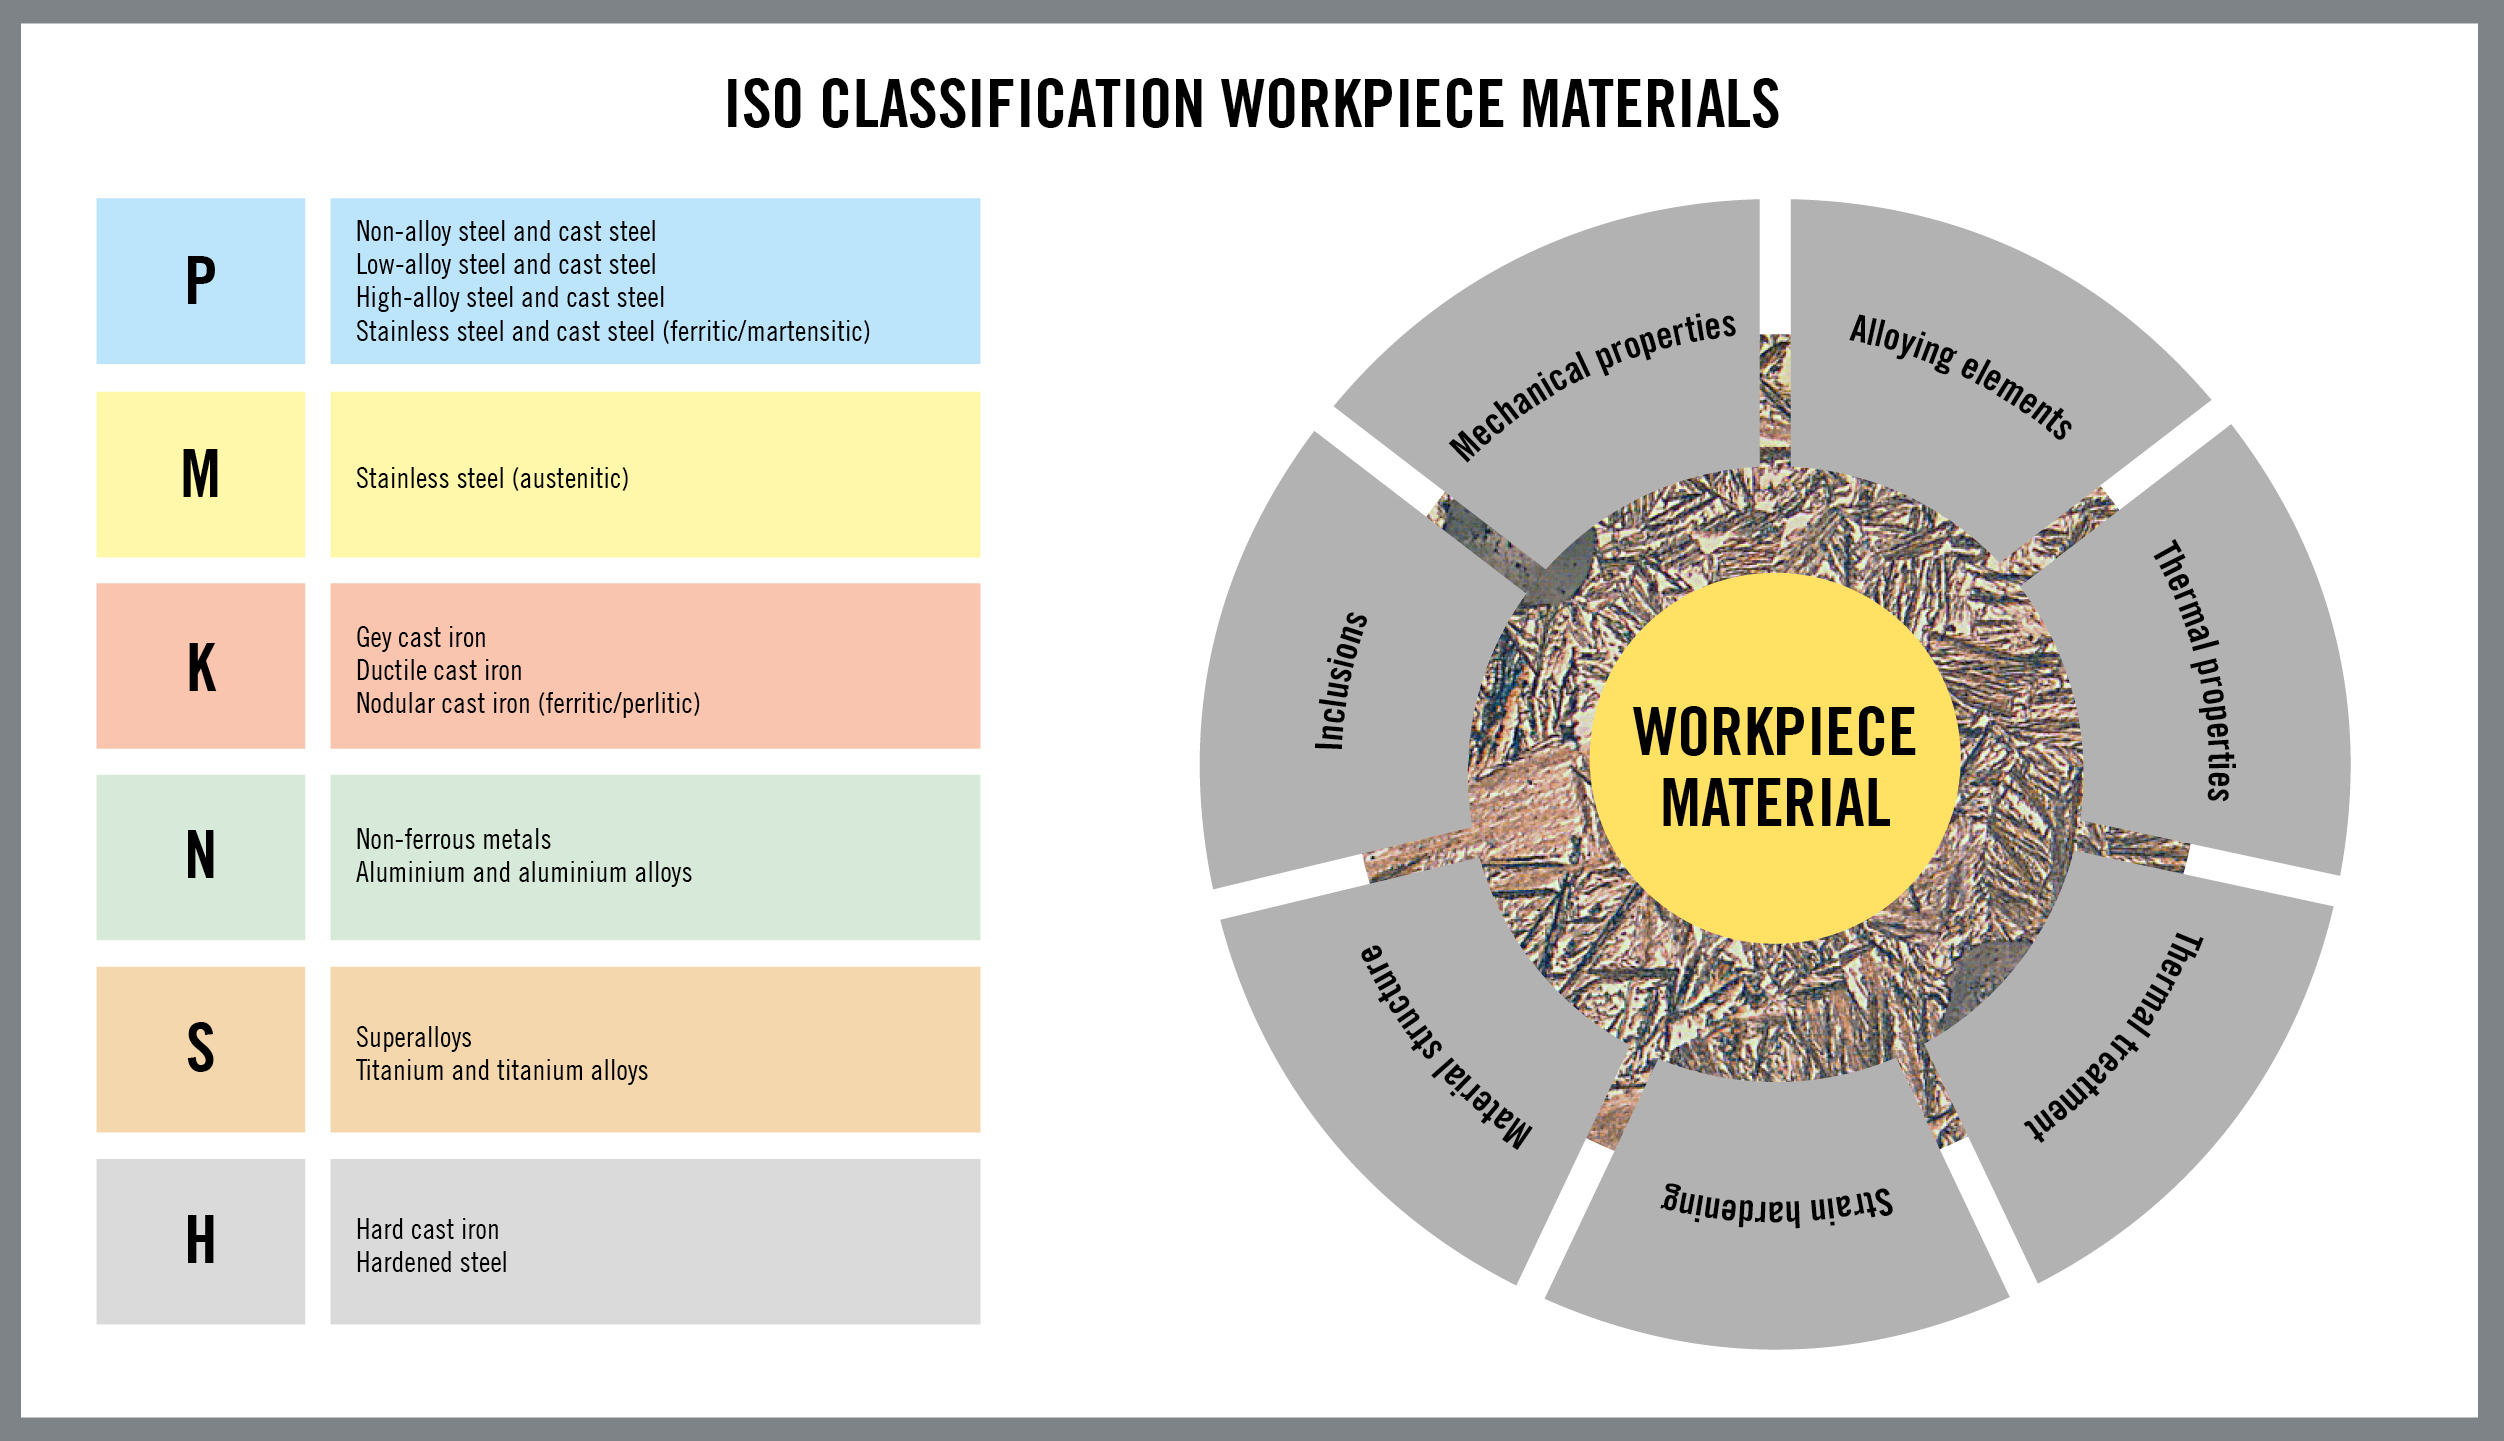 ISO CLASSIFICATION WORKPIECE MATERIALS
P
Non-alloy steel and cast steel
Low-alloy steel and cast steel
High-alloy steel and cast steel
Stainless steel and cast steel (ferritic/martensitic)
M
Stainless steel (austenitic)
K
Gey cast iron
Ductile cast iron
Nodular cast iron (ferritic/perlitic)
N
Non-ferrous metals
Aluminium and aluminium alloys
S
Superalloys
Titanium and titanium alloys
H
Hard cast iron
Hardened steel
Mechanical properties
Alloying elements
Thermal properties
Thermal treatment
Strain hardening
Material structure
Inclusions
WORKPIECE
MATERIAL